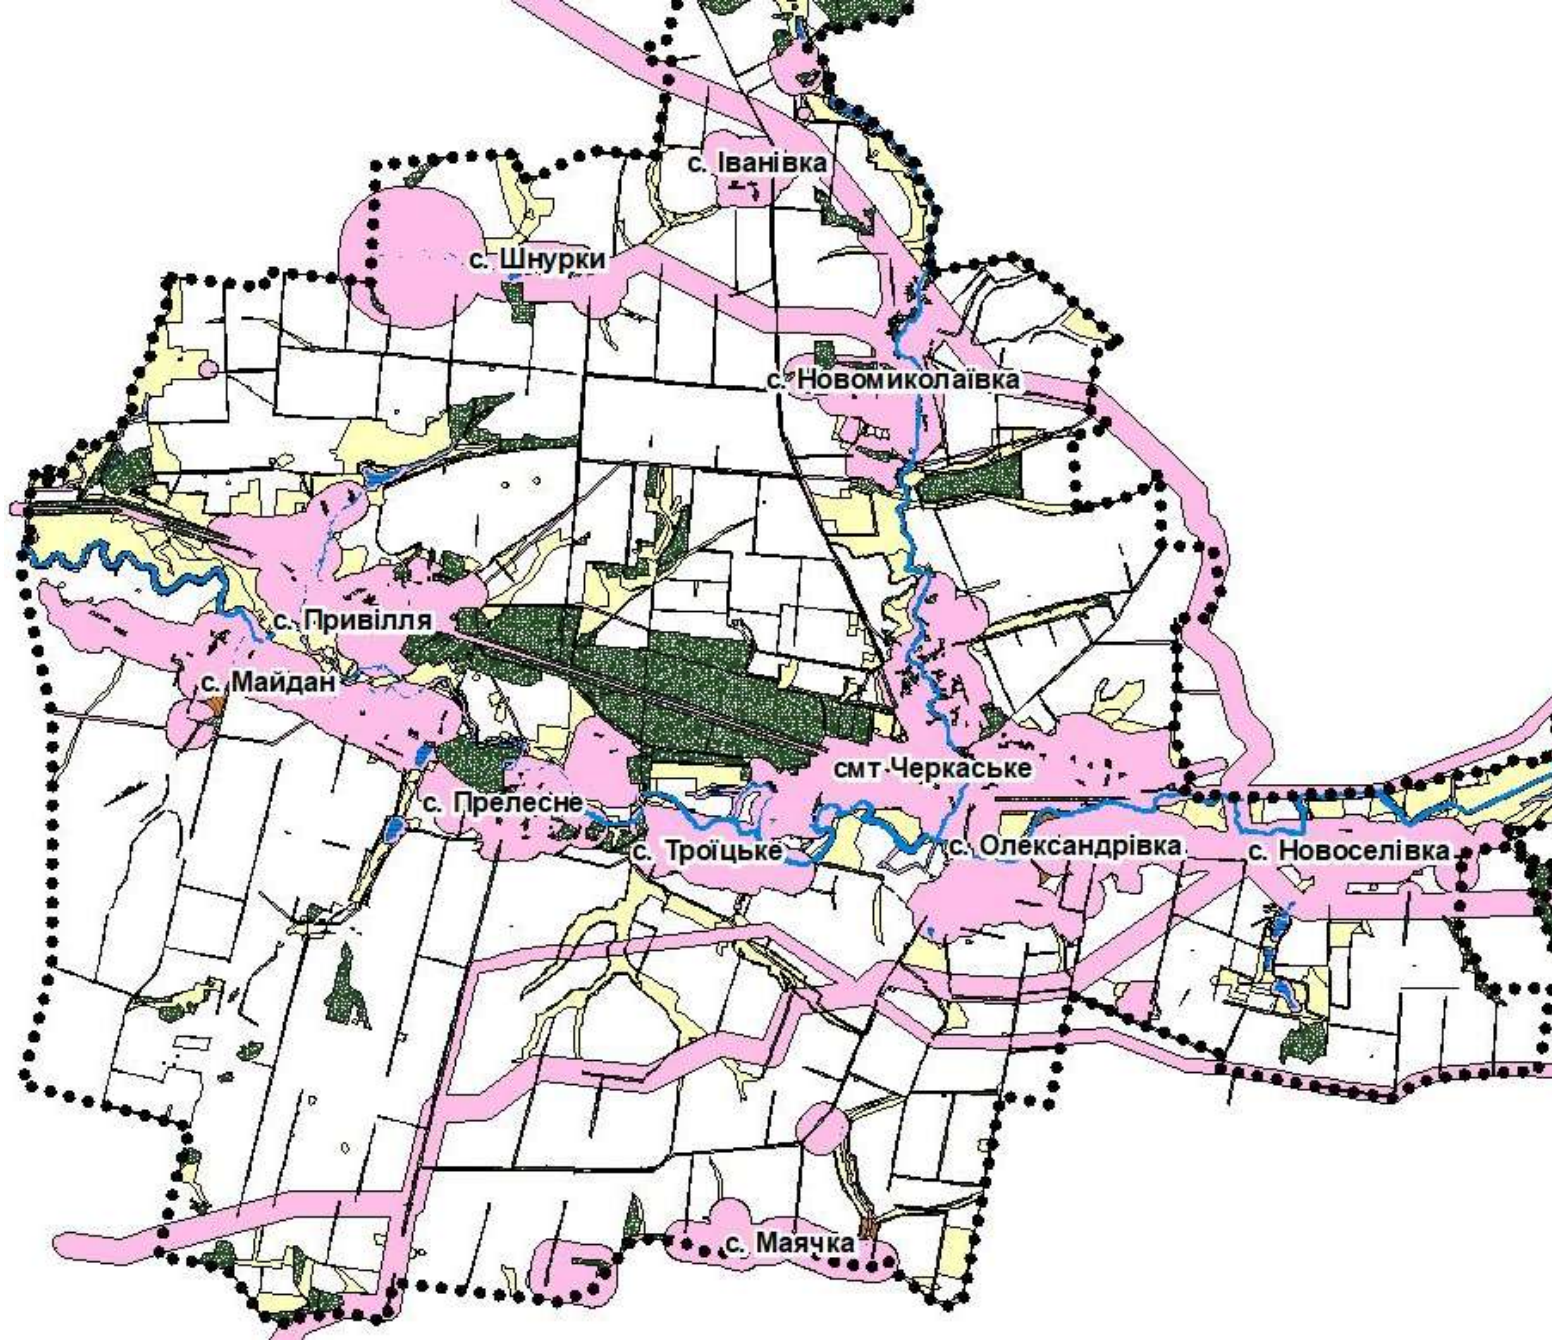 с. Іванівка
с. Шнурки
с. Новомиколаївка
с. Привілля
с. Майдан
смт Черкаське
с. Прелесне
с. Троїцьке
с. Олександрівка
с. Новоселівка
с. Маячка